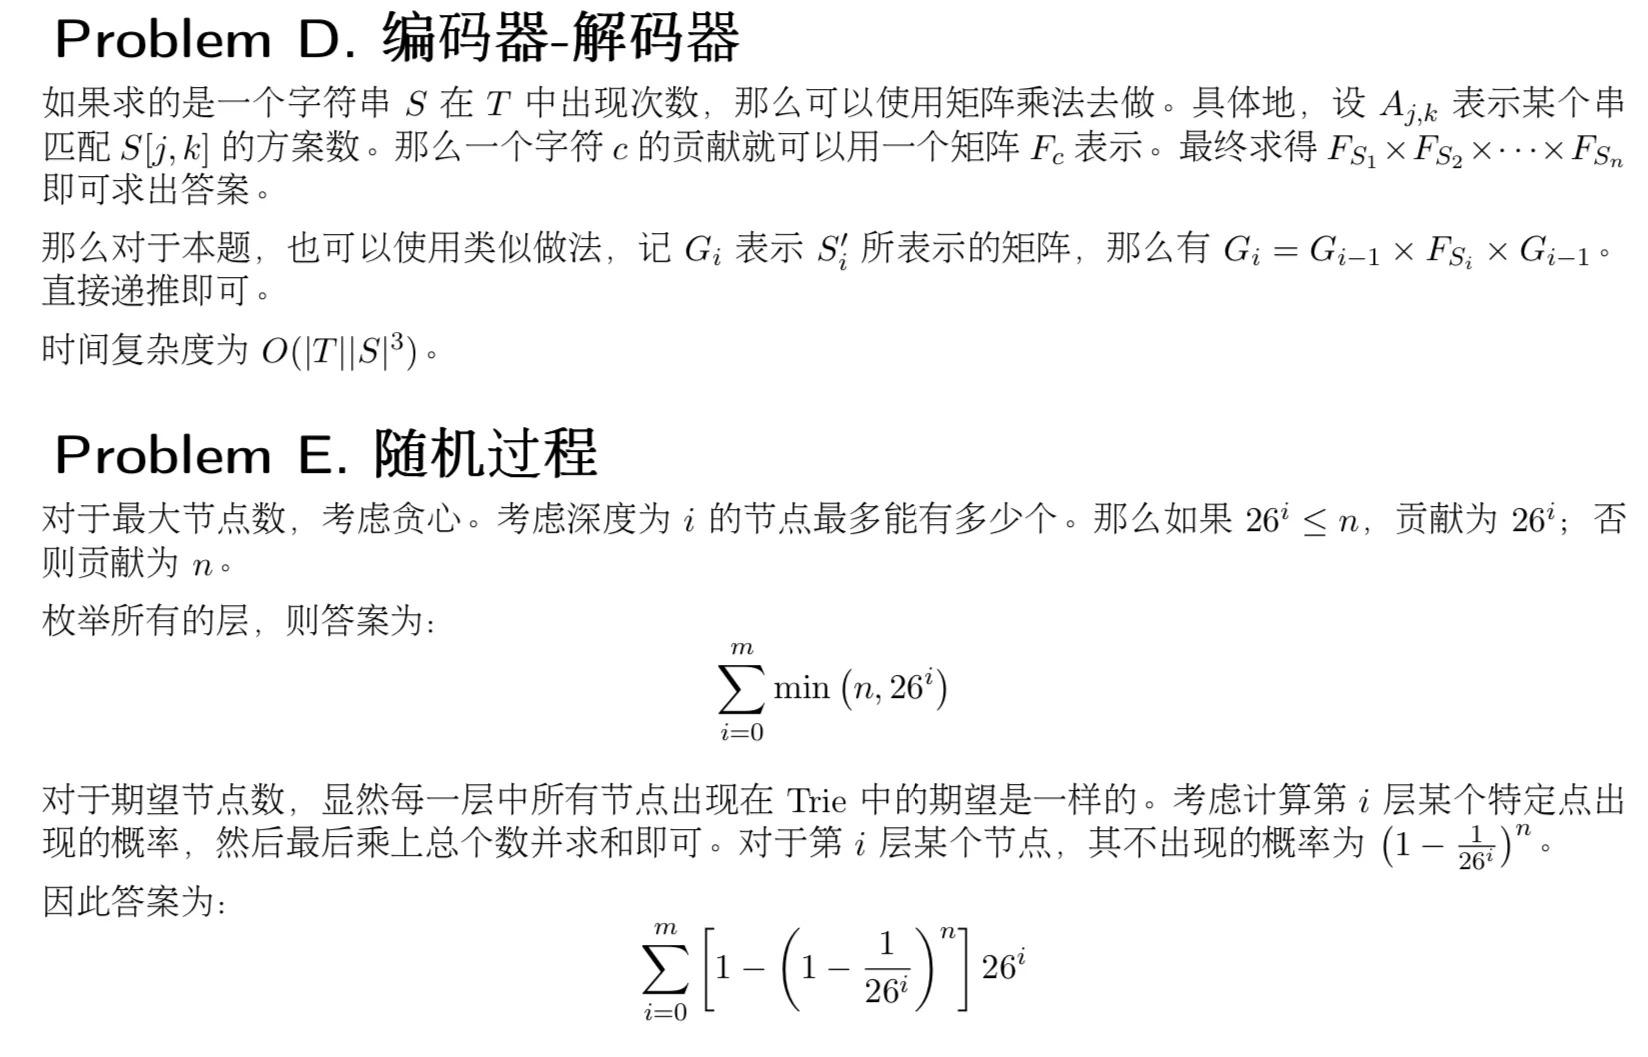 Problem D. 编码器-解码器
如果求的是一个字符串 S 在 T 中出现次数，那么可以使用矩阵乘法去做。具体地，设 A_{j,k} 表示某个串
匹配 S[j, k] 的方案数。那么一个字符 c 的贡献就可以用一个矩阵 F_c 表示。最终求得 F_{S_1} × F_{S_2} × ⋯ × F_{S_n}
即可求出答案。
那么对于本题，也可以使用类似做法，记 G_i 表示 S'_i 所表示的矩阵，那么有 G_i = G_{i−1} × F_{S_i} × G_{i−1}。
直接递推即可。
时间复杂度为 O(|T||S|^3)。
Problem E. 随机过程
对于最大节点数，考虑贪心。考虑深度为 i 的节点最多能有多少个。那么如果 26^i ≤ n，贡献为 26^i；否
则贡献为 n。
枚举所有的层，则答案为：
\sum_{i=0}^{m} \min(n, 26^i)
对于期望节点数，显然每一层中所有节点出现在 Trie 中的期望是一样的。考虑计算第 i 层某个特定点出
现的概率，然后最后乘上总个数并求和即可。对于第 i 层某个节点，其不出现的概率为 (1 − \frac{1}{26^i})^n。
因此答案为：
\sum_{i=0}^{m} [1 − (1 − \frac{1}{26^i})^n] 26^i